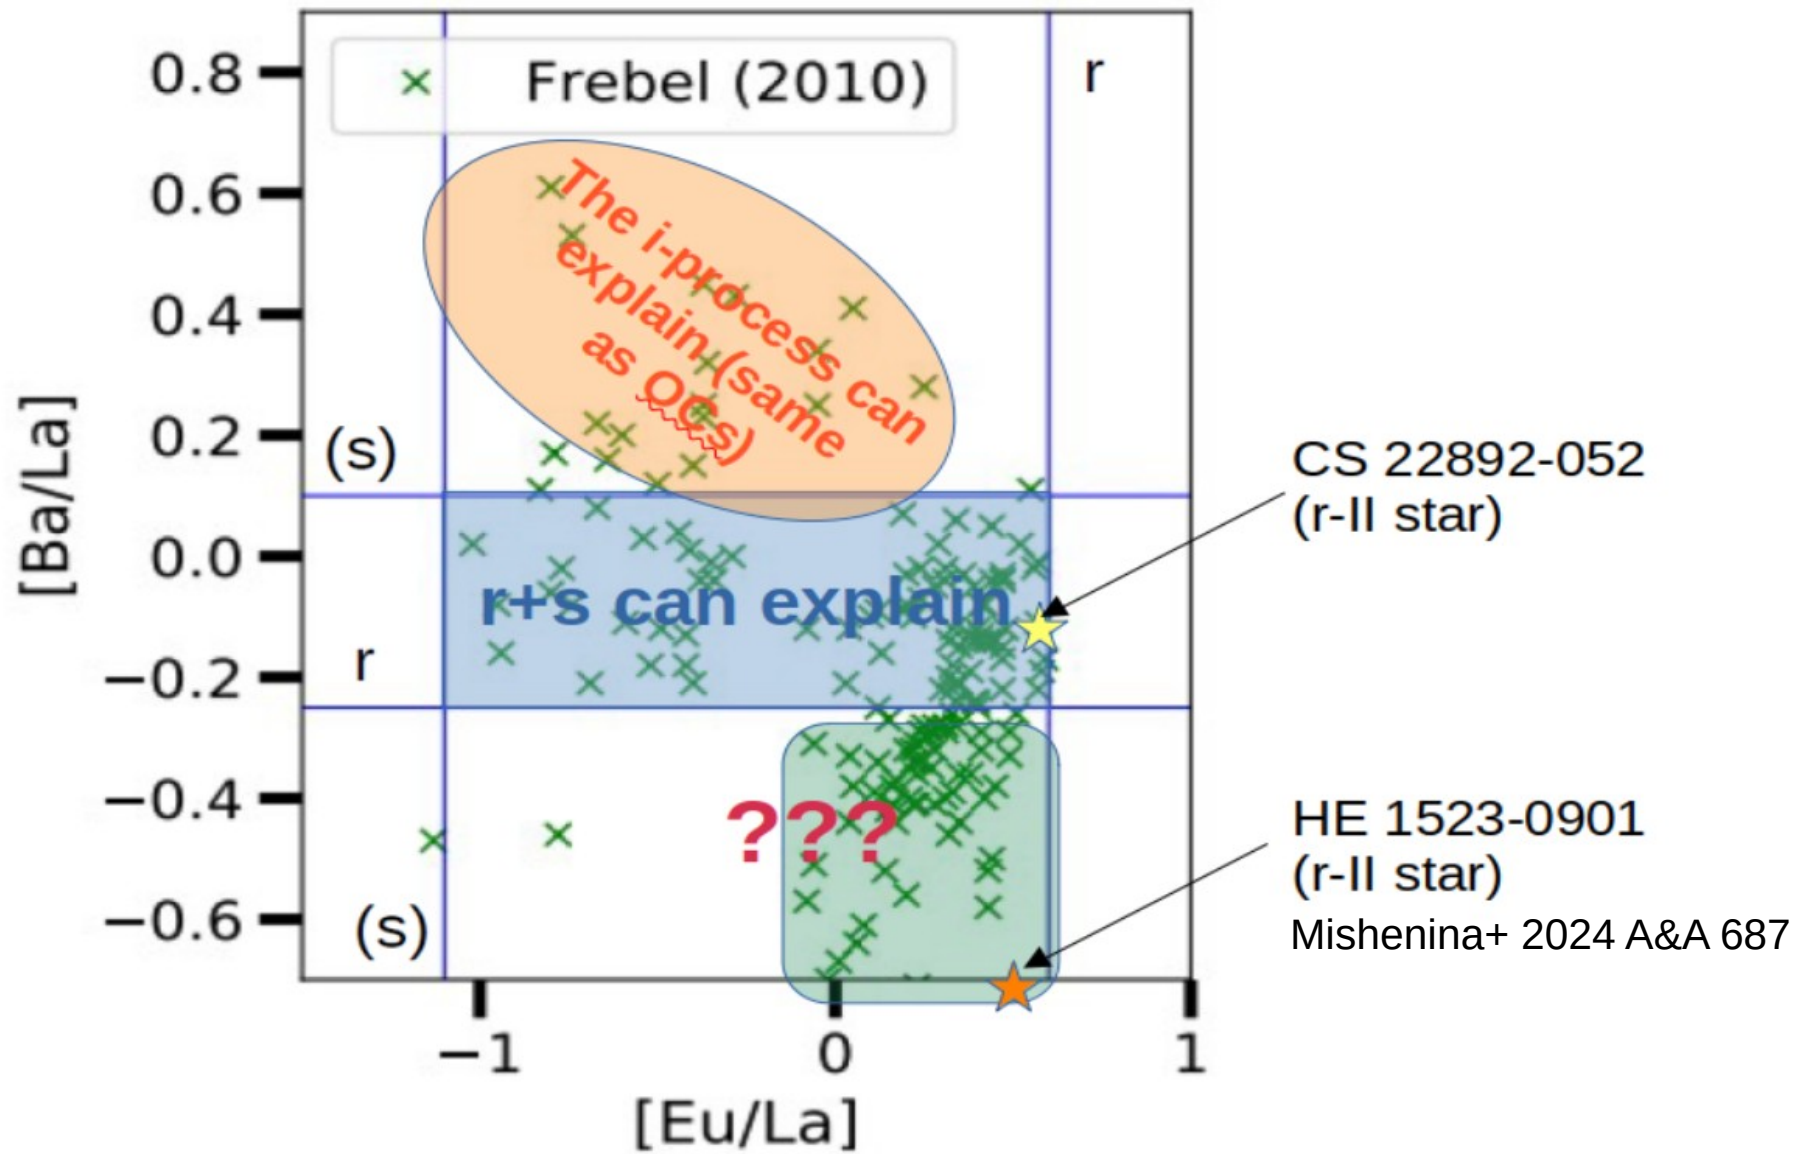 Frebel (2010)
r
0.8
0.6
0.4
0.2
0.0
−0.2
−0.4
−0.6
[Ba/La]
The i-process can
explain (same
as OCs)
(s)
r+s can explain
r
???
(s)
CS 22892-052
(r-II star)
HE 1523-0901
(r-II star)
Mishenina+ 2024 A&A 687
−1
0
1
[Eu/La]